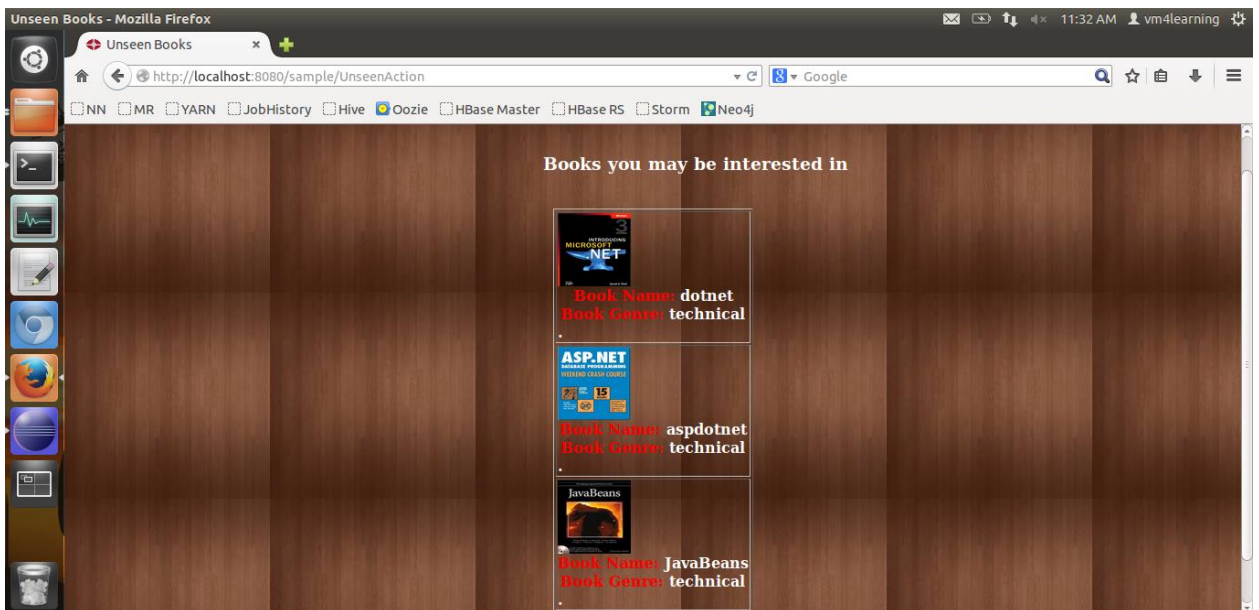 Unseen Books - Mozilla Firefox
11:32 AM vm4learning
Unseen Books
http://localhost:8080/sample/UnseenAction
Google
NN MR YARN JobHistory Hive Oozie HBase Master HBase RS Storm Neo4j
Books you may be interested in
3
INTRODUCING
MICROSOFT
.NET
Book Name: dotnet
Book Genre: technical
.
ASP.NET
DATABASE PROGRAMMING
WEEKEND CRASH COURSE
15
Book Name: aspdotnet
Book Genre: technical
.
JavaBeans
Book Name: JavaBeans
Book Genre: technical
.